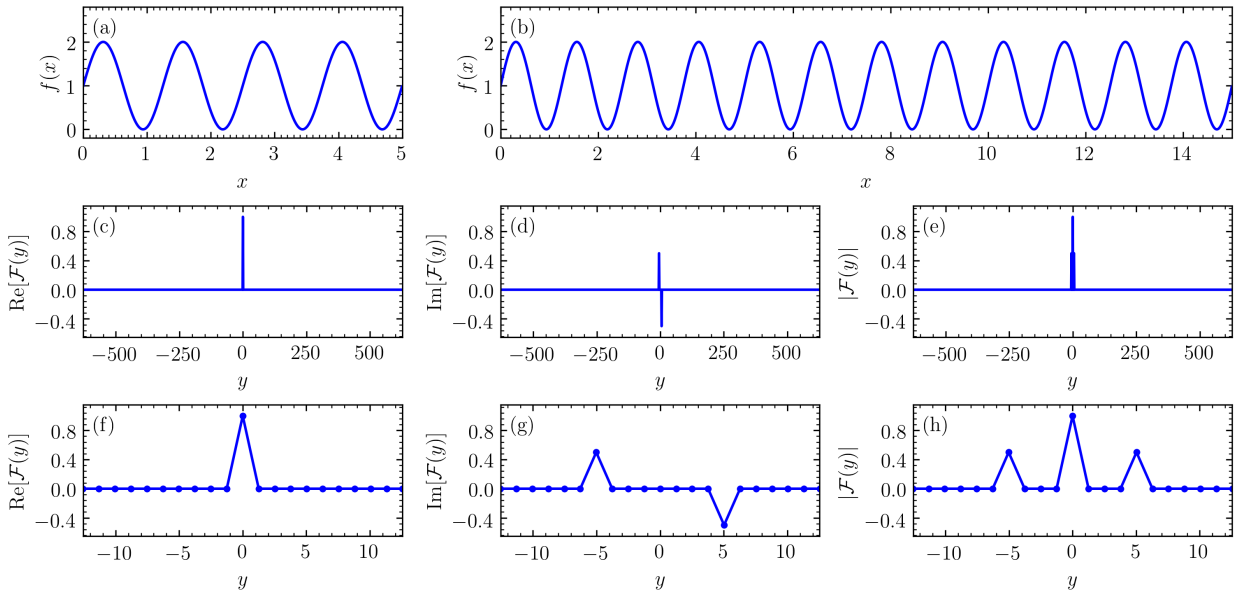 (a)
f(x)
2
1
0
0 1 2 3 4 5
x
(b)
f(x)
2
1
0
0 2 4 6 8 10 12 14
x
(c)
Re[ℱ(y)]
0.8
0.4
0.0
−0.4
−500 −250 0 250 500
y
(d)
Im[ℱ(y)]
0.8
0.4
0.0
−0.4
−500 −250 0 250 500
y
(e)
|ℱ(y)|
0.8
0.4
0.0
−0.4
−500 −250 0 250 500
y
(f)
Re[ℱ(y)]
0.8
0.4
0.0
−0.4
−10 −5 0 5 10
y
(g)
Im[ℱ(y)]
0.8
0.4
0.0
−0.4
−10 −5 0 5 10
y
(h)
|ℱ(y)|
0.8
0.4
0.0
−0.4
−10 −5 0 5 10
y